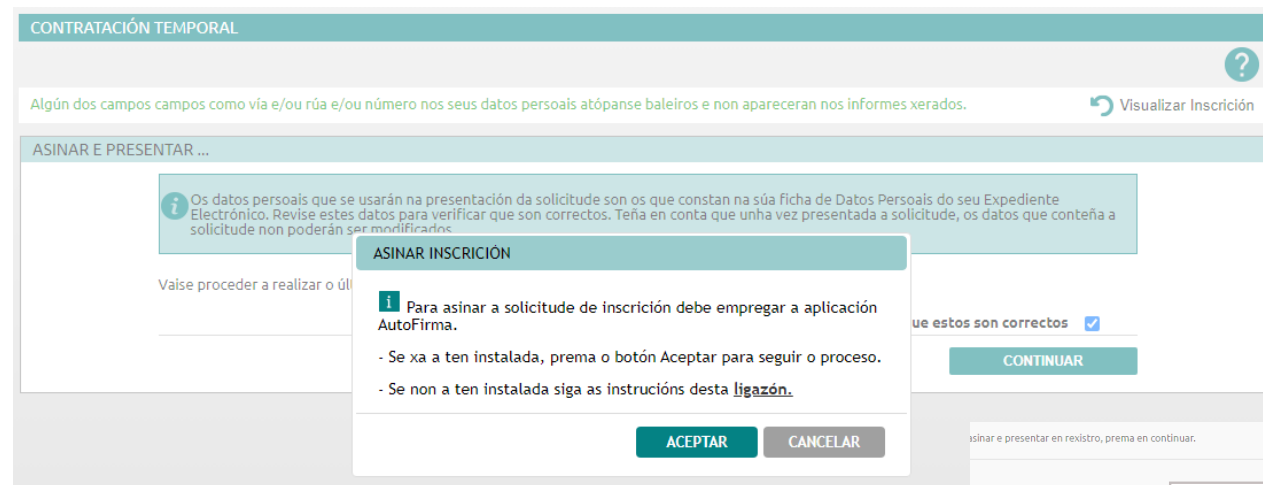 CONTRATACIÓN TEMPORAL
?
Algún dos campos campos como vía e/ou rúa e/ou número nos seus datos persoais atópanse baleiros e non apareceran nos informes xerados.
Visualizar Inscrición
ASINAR E PRESENTAR ...
i Os datos persoais que se usarán na presentación da solicitude son os que constan na súa ficha de Datos Persoais do seu Expediente
Electrónico. Revise estes datos para verificar que son correctos. Teña en conta que unha vez presentada a solicitude, os datos que conteña a
solicitude non poderán ser modificados
ASINAR INSCRICIÓN
Vaise proceder a realizar o
i Para asinar a solicitude de inscrición debe empregar a aplicación
AutoFirma.
ue estos son correctos
- Se xa a ten instalada, prema o botón Aceptar para seguir o proceso.
CONTINUAR
- Se non a ten instalada siga as instrucións desta ligazón.
ACEPTAR
CANCELAR
asinar e presentar en rexistro, prema en continuar.